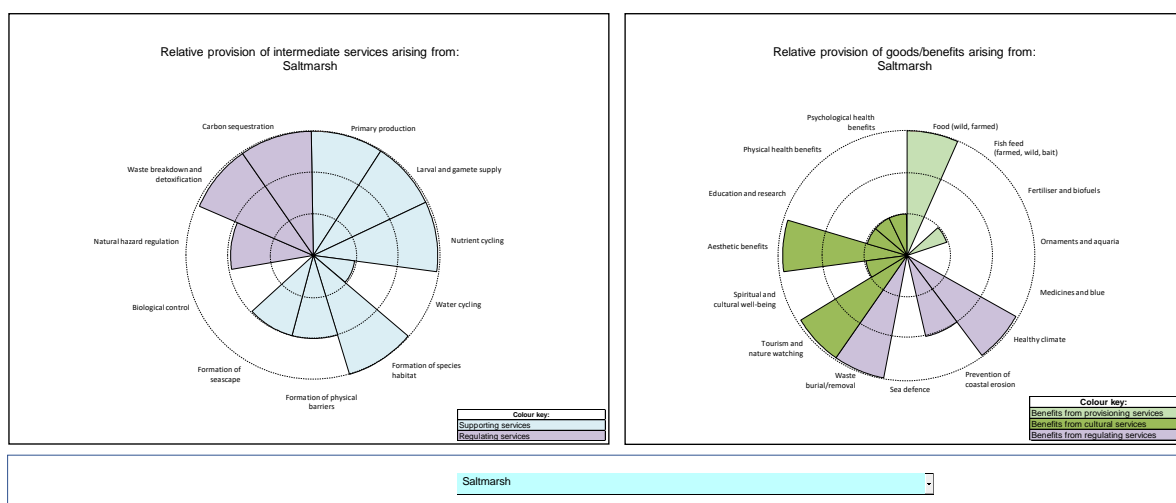 Relative provision of intermediate services arising from:
Saltmarsh
Carbon sequestration
Primary production
Waste breakdown and
detoxification
Larval and gamete supply
Natural hazard regulation
Nutrient cycling
Biological control
Water cycling
Formation of
seascape
Formation of species
habitat
Formation of physical
barriers
Colour key:
Supporting services
Regulating services
Relative provision of goods/benefits arising from:
Saltmarsh
Psychological health
benefits
Food (wild, farmed)
Fish feed
(farmed, wild, bait)
Physical health benefits
Education and research
Fertiliser and biofuels
Aesthetic benefits
Ornaments and aquaria
Spiritual and
cultural well-being
Medicines and blue
Tourism and
nature watching
Healthy climate
Waste
burial/removal
Sea defence
Prevention of
coastal erosion
Colour key:
Benefits from provisioning services
Benefits from cultural services
Benefits from regulating services
Saltmarsh